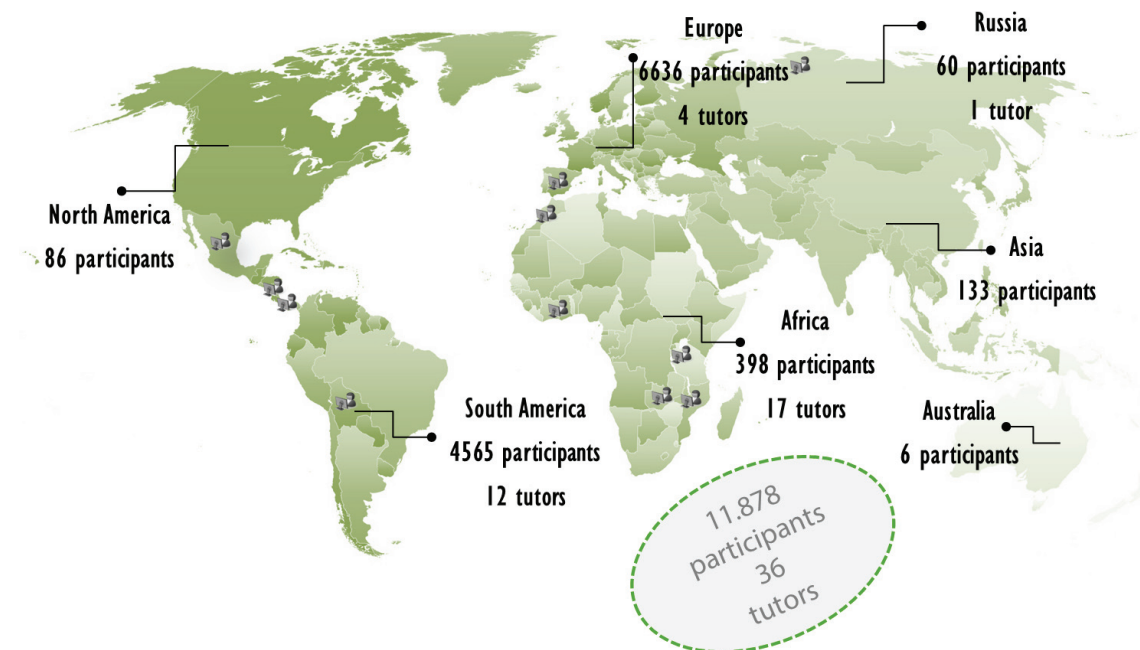 Europe
6636 participants
4 tutors
Russia
60 participants
1 tutor
North America
86 participants
Asia
133 participants
Africa
398 participants
17 tutors
South America
4565 participants
12 tutors
Australia
6 participants
11.878
participants
36
tutors